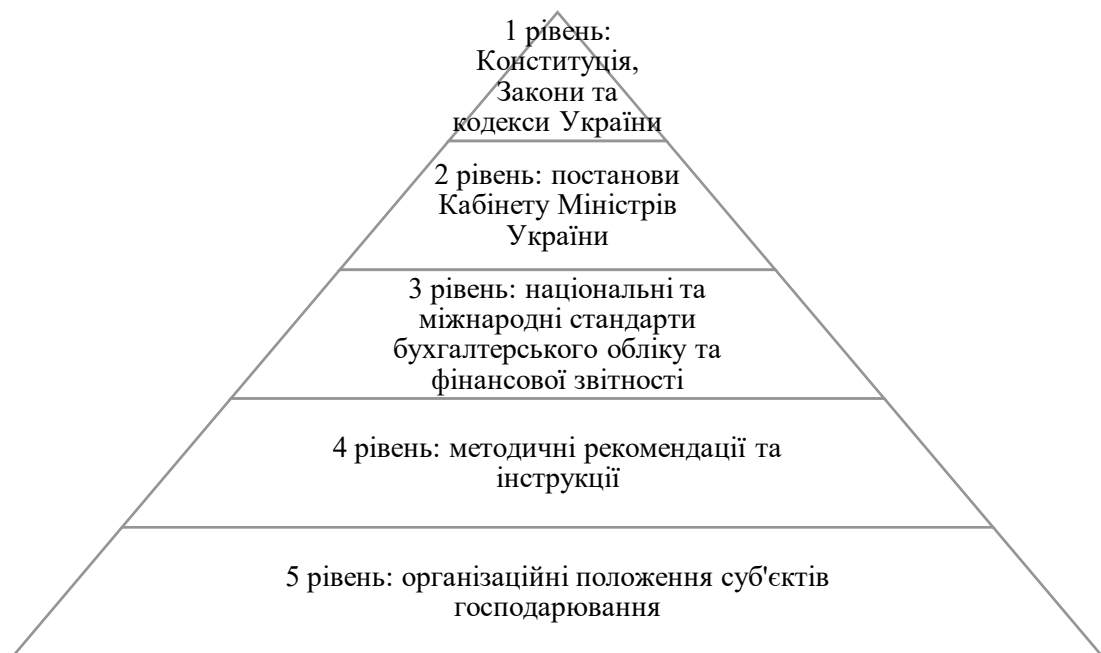 1 рівень:
Конституція,
Закони та
кодекси України
2 рівень: постанови
Кабінету Міністрів
України
3 рівень: національні та
міжнародні стандарти
бухгалтерського обліку та
фінансової звітності
4 рівень: методичні рекомендації та
інструкції
5 рівень: організаційні положення суб'єктів
господарювання